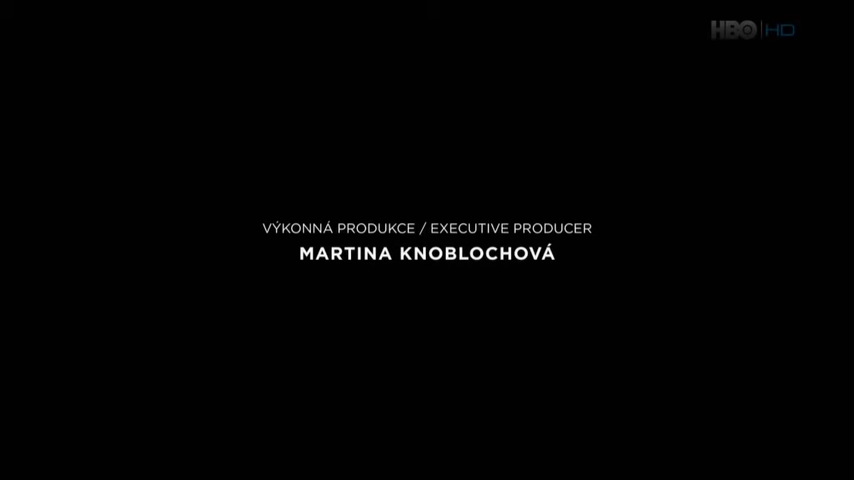 HBO HD
VÝKONNÁ PRODUKCE / EXECUTIVE PRODUCER
MARTINA KNOBLOCHOVÁ